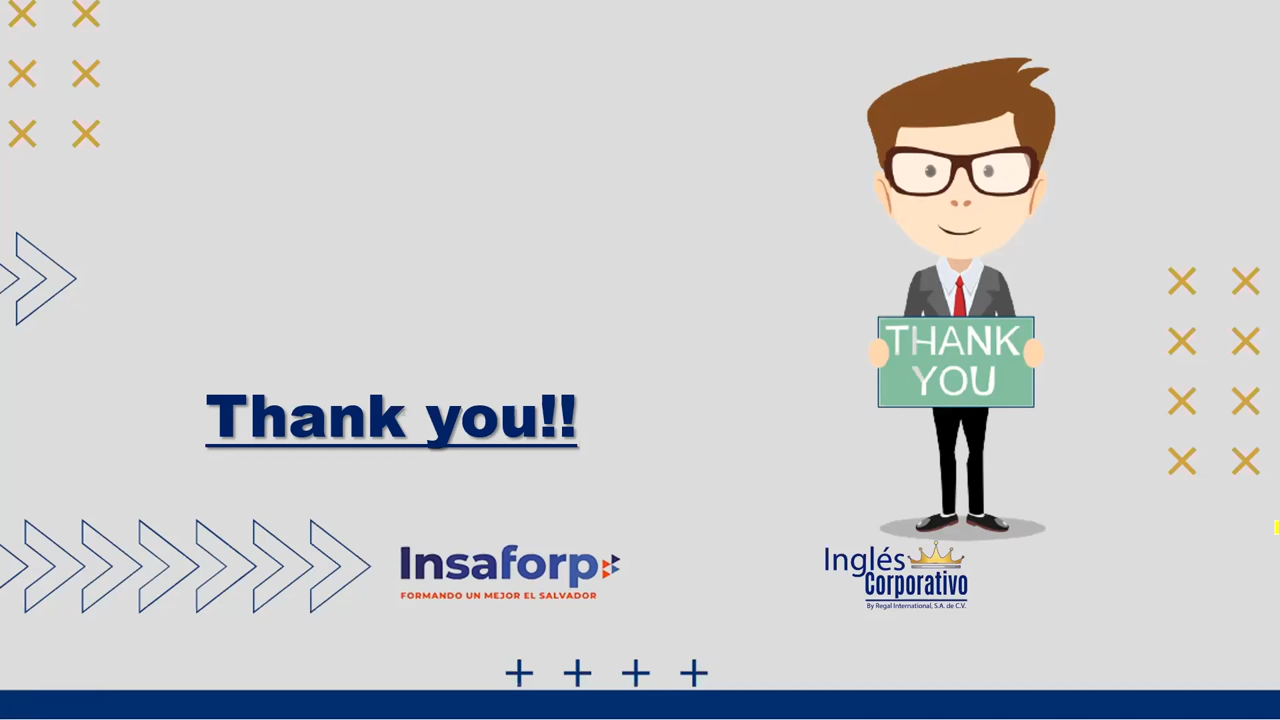 THANK
YOU
Thank you!!
Insaforp
FORMANDO UN MEJOR EL SALVADOR
Inglés
Corporativo
By Regal International, S.A. de C.V.